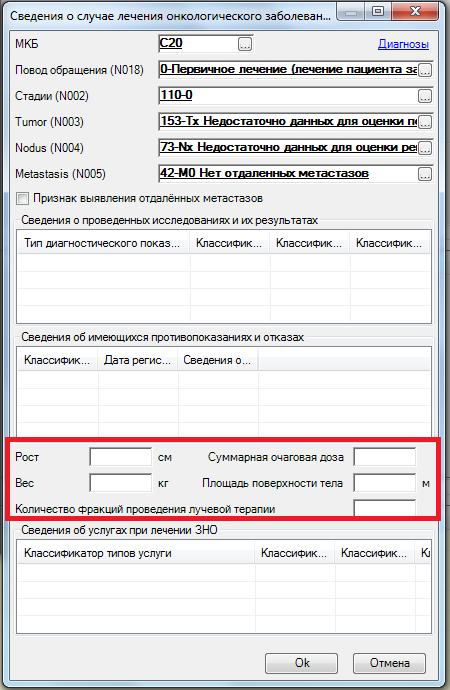 Сведения о случае лечения онкологического заболеван...
МКБ C20 ... Диагнозы
Повод обращения (N018) 0-Первичное лечение (лечение пациента за ...
Стадии (N002) 110-0 ...
Tumor (N003) 153-Tx Недостаточно данных для оценки пе ...
Nodus (N004) 73-Nx Недостаточно данных для оценки рег ...
Metastasis (N005) 42-M0 Нет отдаленных метастазов ...
Признак выявления отдалённых метастазов
Сведения о проведенных исследованиях и их результатах
Тип диагностического показ... Классифик... Классифик... Классифик...
Сведения об имеющихся противопоказаниях и отказах
Классифик... Дата регис... Сведения о...
Рост см Суммарная очаговая доза
Вес кг Площадь поверхности тела м
Количество фракций проведения лучевой терапии
Сведения об услугах при лечении ЗНО
Классификатор типов услуги Классифик... Классифик... Кл
Ok Отмена